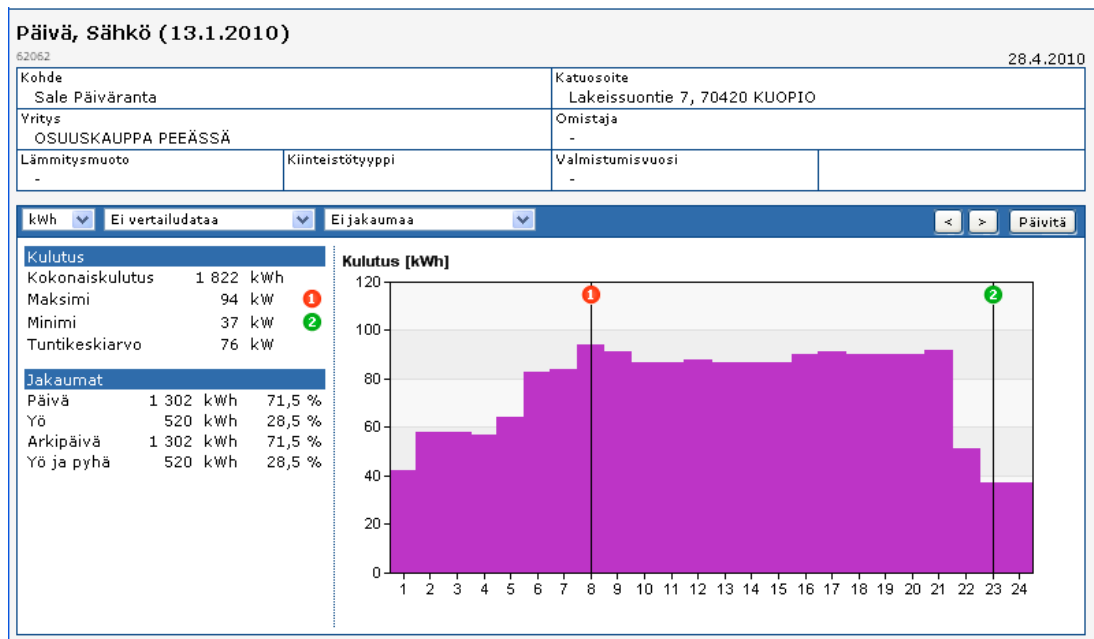 Päivä, Sähkö (13.1.2010)
62062 28.4.2010
Kohde Katuosoite
Sale Päiväranta Lakeissuontie 7, 70420 KUOPIO
Yritys Omistaja
OSUUSKAUPPA PEEÄSSÄ -
Lämmitysmuoto Kiinteistötyyppi Valmistumisvuosi
- -
kWh Ei vertailudataa Ei jakaumaa < > Päivitä
Kulutus
Kokonaiskulutus 1 822 kWh
Maksimi 94 kW 1
Minimi 37 kW 2
Tuntikeskiarvo 76 kW
Jakaumat
Päivä 1 302 kWh 71,5 %
Yö 520 kWh 28,5 %
Arkipäivä 1 302 kWh 71,5 %
Yö ja pyhä 520 kWh 28,5 %
Kulutus [kWh]
120
1 2
100
80
60
40
20
0
1 2 3 4 5 6 7 8 9 10 11 12 13 14 15 16 17 18 19 20 21 22 23 24